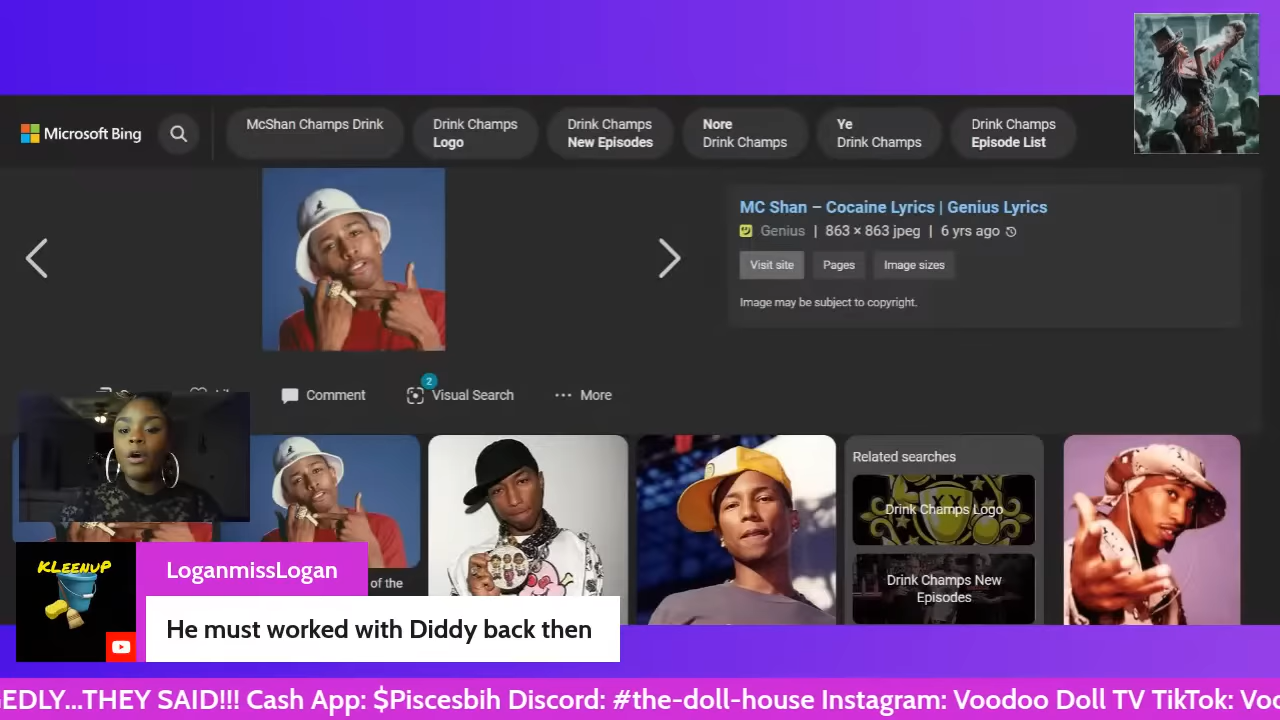 Microsoft Bing
McShan Champs Drink
Drink Champs
Logo
Drink Champs
New Episodes
Nore
Drink Champs
Ye
Drink Champs
Drink Champs
Episode List
MC Shan – Cocaine Lyrics | Genius Lyrics
Genius | 863 × 863 jpeg | 6 yrs ago
Visit site
Pages
Image sizes
Image may be subject to copyright.
2
Comment
Visual Search
More
Related searches
Drink Champs Logo
Drink Champs New
Episodes
of the
KLEENUP
LoganmissLogan
He must worked with Diddy back then
GEDLY...THEY SAID!!! Cash App: $Piscesbih Discord: #the-doll-house Instagram: Voodoo Doll TV TikTok: Voo